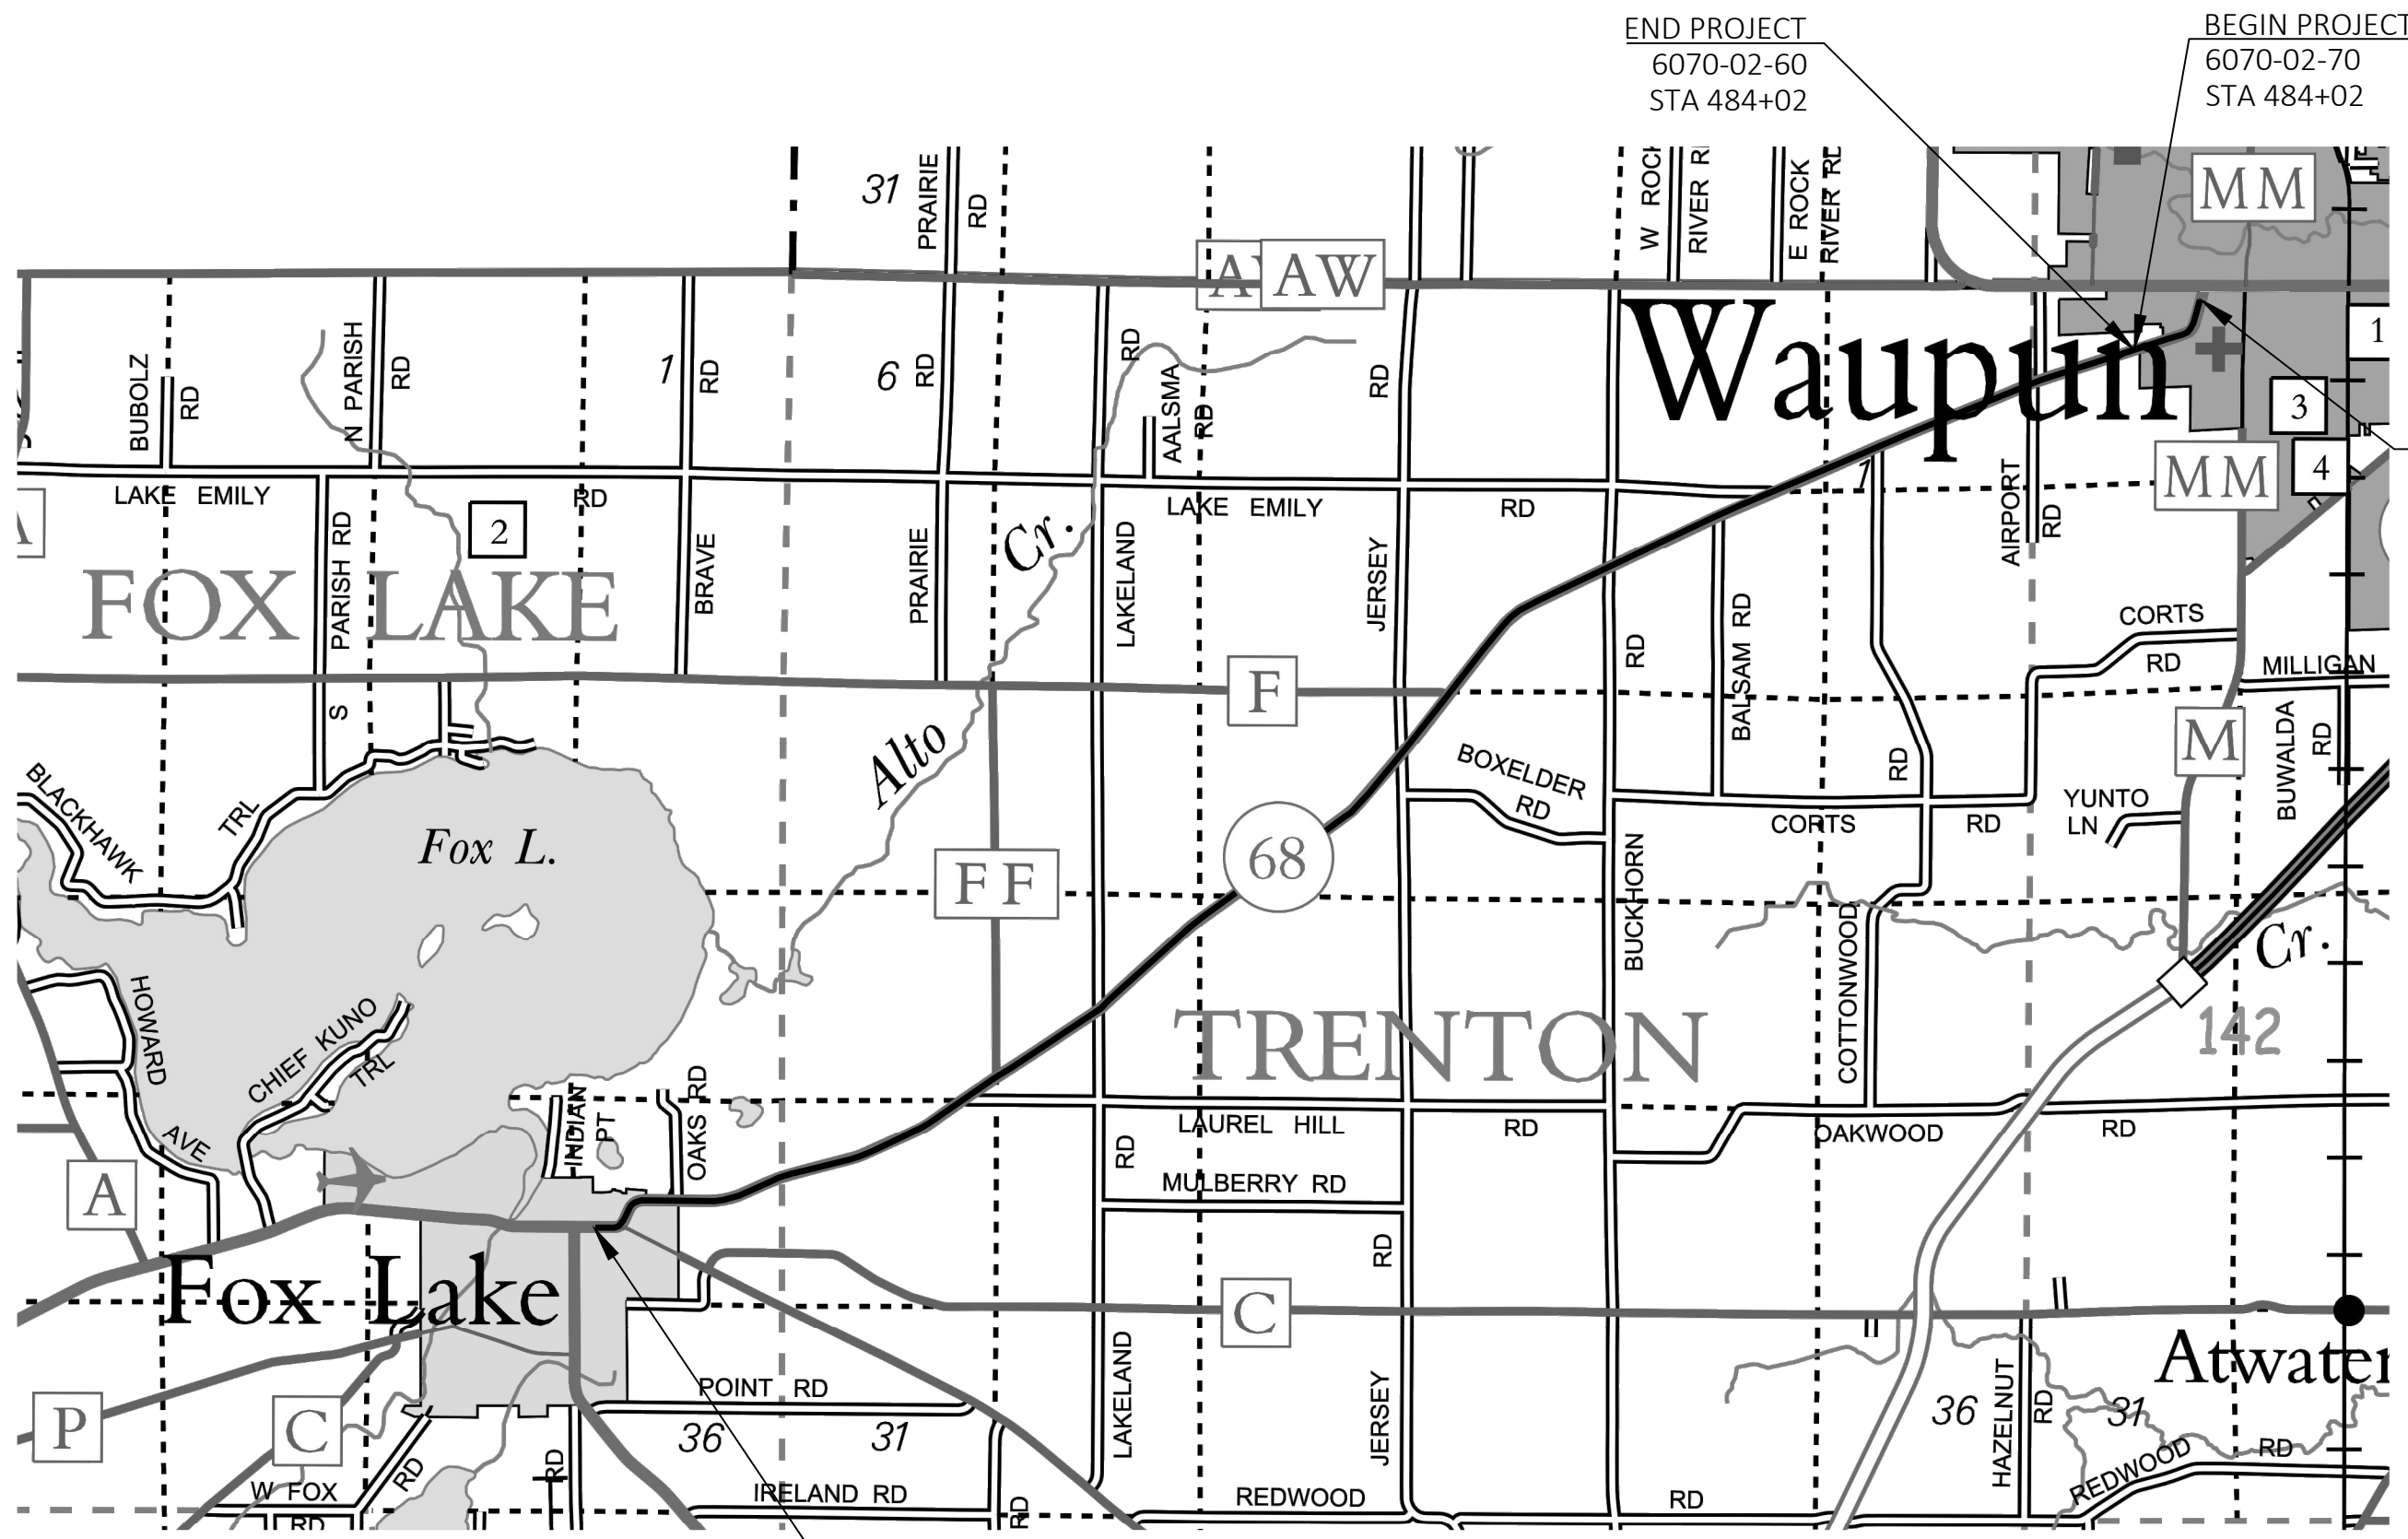 END PROJECT
6070-02-60
STA 484+02
BEGIN PROJECT
6070-02-70
STA 484+02
31
PRAIRIE
RD
W ROCK
RIVER RD
E ROCK
RIVER RD
MM
AW
Waupun
BUBOLZ
RD
N PARISH
RD
1
RD
6
RD
RD
AALSMA
RD
RD
1
3
4
MM
1
LAKE EMILY
RD
2
LAKE EMILY
RD
AIRPORT
RD
FOX LAKE
S PARISH RD
BRAVE
PRAIRIE
Alto Cr.
LAKELAND
JERSEY
RD
BALSAM RD
CORTS
RD
MILLIGAN
F
M
BUWALDA
RD
BLACKHAWK
TRL
Fox L.
BOXELDER
RD
RD
CORTS
RD
YUNTO
LN
68
FF
BUCKHORN
COTTONWOOD
Cr.
142
HOWARD
AVE
CHIEF KUNO
TRL
TRENTON
INDIAN
PT
OAKS RD
RD
LAUREL HILL
RD
OAKWOOD
RD
MULBERRY RD
A
RD
Fox Lake
C
Atwater
P
C
POINT RD
36
31
LAKELAND
JERSEY
36
HAZELNUT
RD
31
W FOX
RD
RD
RD
IRELAND RD
RD
REDWOOD
RD
REDWOOD
RD